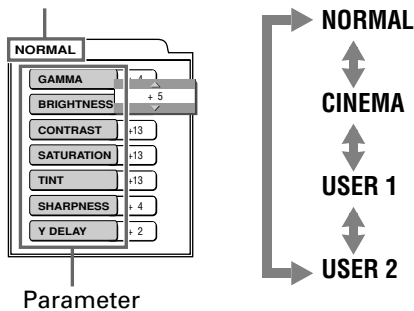 NORMAL
GAMMA 4
BRIGHTNESS + 5
CONTRAST +13
SATURATION +13
TINT +13
SHARPNESS + 4
Y DELAY + 2
Parameter
NORMAL
CINEMA
USER 1
USER 2